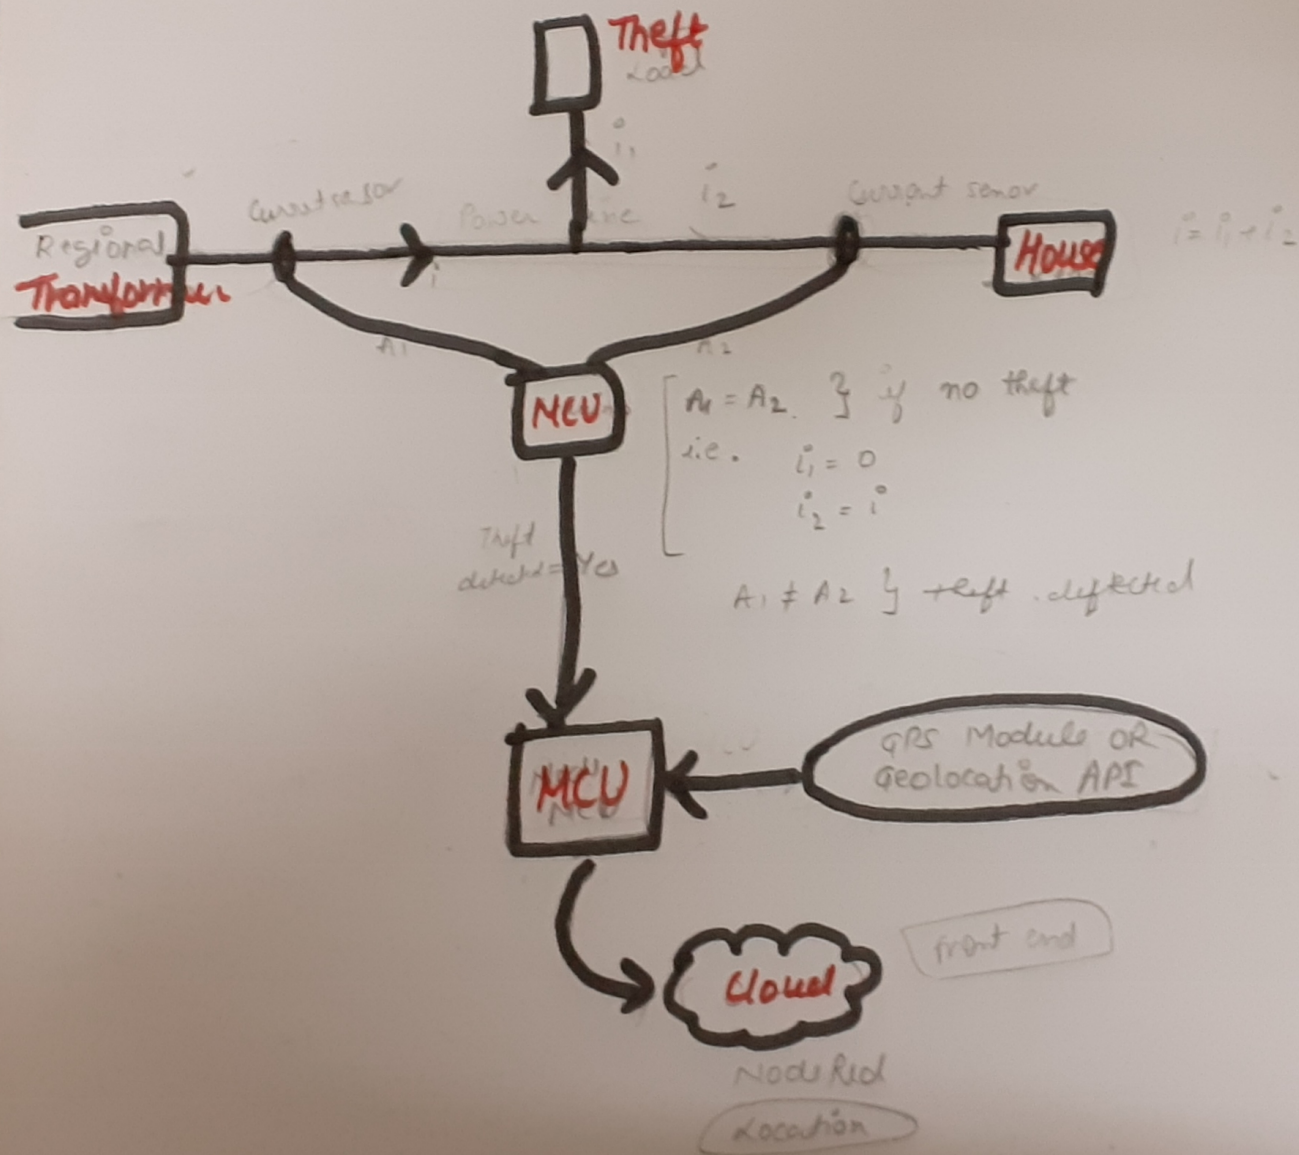 Theft
Load
i₁
i₂
Current sensor
Power Line
Current senor
Regional
Transformer
i
House
i = i₁ + i₂
A₁
A₂
MCU
A₁ = A₂ } if no theft
i.e. i₁ = 0
i₂ = i
Theft
detected = Yes
A₁ ≠ A₂ } theft detected
MCU
GPS Module OR
Geolocation API
Cloud
Front end
Node Red
Location